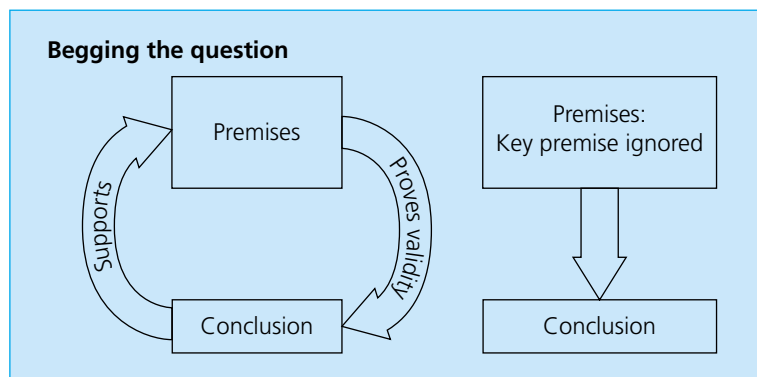 Begging the question
Premises
Supports
Proves validity
Conclusion
Premises:
Key premise ignored
Conclusion